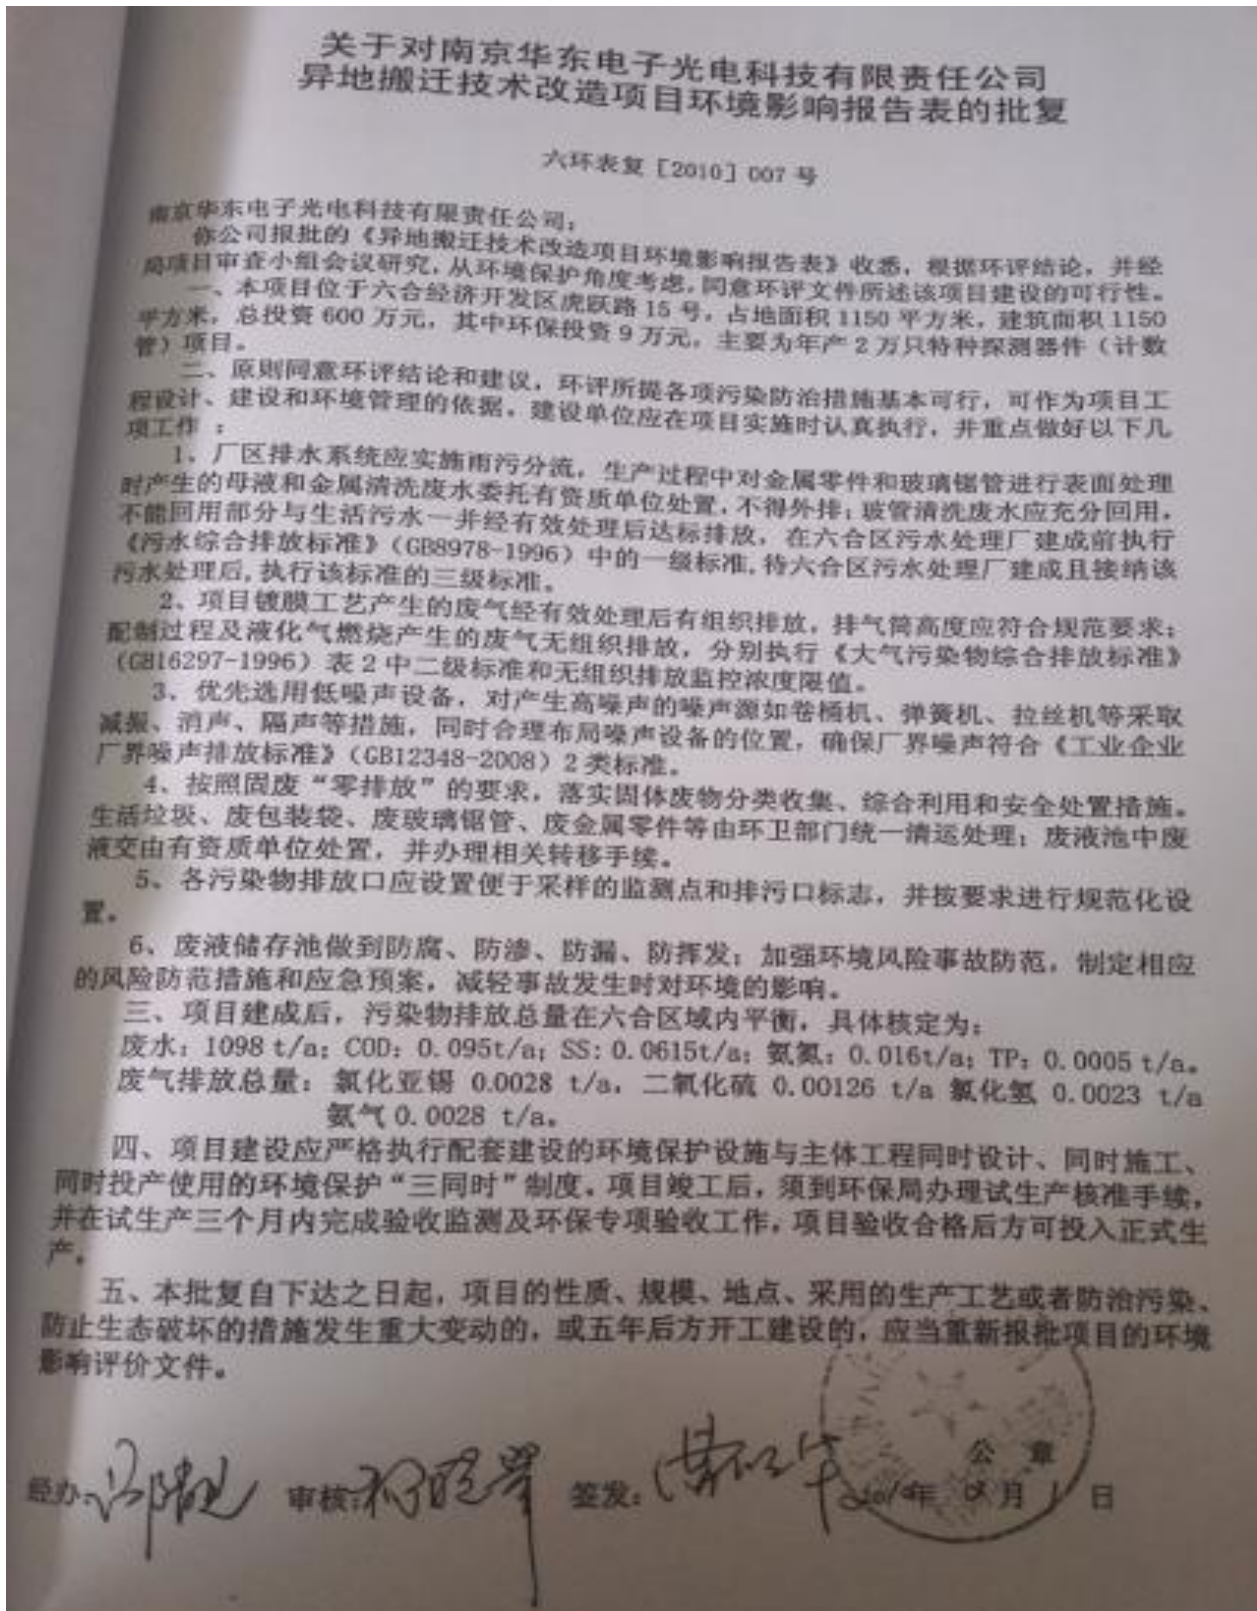 关于对南京华东电子光电科技有限责任公司
异地搬迁技术改造项目环境影响报告表的批复
六环表复［2010］007 号
南京华东电子光电科技有限责任公司：
你公司报批的《异地搬迁技术改造项目环境影响报告表》收悉，根据环评结论，并经
局项目审查小组会议研究，从环境保护角度考虑，同意环评文件所述该项目建设的可行性。
一、本项目位于六合经济开发区虎跃路 15 号，占地面积 1150 平方米，建筑面积 1150
平方米，总投资 600 万元，其中环保投资 9 万元，主要为年产 2 万只特种探测器件（计数
管）项目。
二、原则同意环评结论和建议，环评所提各项污染防治措施基本可行，可作为项目工
程设计、建设和环境管理的依据。建设单位应在项目实施时认真执行，并重点做好以下几
项工作：
1、厂区排水系统应实施雨污分流，生产过程中对金属零件和玻璃锯管进行表面处理
时产生的母液和金属清洗废水委托有资质单位处置，不得外排；玻管清洗废水应充分回用，
不能回用部分与生活污水一并经有效处理后达标排放，在六合区污水处理厂建成前执行
《污水综合排放标准》（GB8978-1996）中的一级标准，待六合区污水处理厂建成且接纳该
污水处理后，执行该标准的三级标准。
2、项目镀膜工艺产生的废气经有效处理后有组织排放，排气筒高度应符合规范要求；
配制过程及液化气燃烧产生的废气无组织排放，分别执行《大气污染物综合排放标准》
（GB16297-1996）表 2 中二级标准和无组织排放监控浓度限值。
3、优先选用低噪声设备，对产生高噪声的噪声源如卷桶机、弹簧机、拉丝机等采取
减振、消声、隔声等措施，同时合理布局噪声设备的位置，确保厂界噪声符合《工业企业
厂界噪声排放标准》（GB12348-2008）2 类标准。
4、按照固废“零排放”的要求，落实固体废物分类收集、综合利用和安全处置措施。
生活垃圾、废包装袋、废玻璃锯管、废金属零件等由环卫部门统一清运处理；废液池中废
液交由有资质单位处置，并办理相关转移手续。
5、各污染物排放口应设置便于采样的监测点和排污口标志，并按要求进行规范化设
置。
6、废液储存池做到防腐、防渗、防漏、防挥发；加强环境风险事故防范，制定相应
的风险防范措施和应急预案，减轻事故发生时对环境的影响。
三、项目建成后，污染物排放总量在六合区域内平衡，具体核定为：
废水：1098 t/a；COD：0.095t/a；SS：0.0615t/a；氨氮：0.016t/a；TP：0.0005 t/a。
废气排放总量：氯化亚锡 0.0028 t/a，二氧化硫 0.00126 t/a 氯化氢 0.0023 t/a
氨气 0.0028 t/a。
四、项目建设应严格执行配套建设的环境保护设施与主体工程同时设计、同时施工、
同时投产使用的环境保护“三同时”制度。项目竣工后，须到环保局办理试生产核准手续，
并在试生产三个月内完成验收监测及环保专项验收工作，项目验收合格后方可投入正式生
产。
五、本批复自下达之日起，项目的性质、规模、地点、采用的生产工艺或者防治污染、
防止生态破坏的措施发生重大变动的，或五年后方开工建设的，应当重新报批项目的环境
影响评价文件。
公 章
经办： 审核： 签发： 2010年 月 1 日